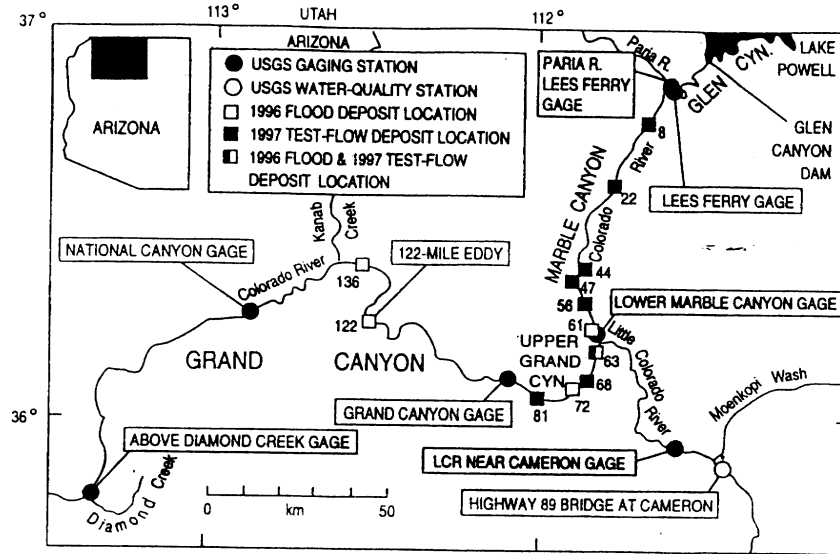 113°
UTAH
112°
37°
ARIZONA
ARIZONA
USGS GAGING STATION
USGS WATER-QUALITY STATION
1996 FLOOD DEPOSIT LOCATION
1997 TEST-FLOW DEPOSIT LOCATION
1996 FLOOD & 1997 TEST-FLOW
DEPOSIT LOCATION
Paria R.
PARIA R.
LEES FERRY
GAGE
GLEN CYN.
LAKE
POWELL
GLEN
CANYON
DAM
8
22
LEES FERRY GAGE
MARBLE CANYON
Colorado River
44
47
56
61
63
68
72
81
LOWER MARBLE CANYON GAGE
Little Colorado River
UPPER
GRAND
CYN
Kanab Creek
NATIONAL CANYON GAGE
Colorado River
136
122-MILE EDDY
122
GRAND CANYON
GRAND CANYON GAGE
36°
Moenkopi Wash
ABOVE DIAMOND CREEK GAGE
Diamond Creek
LCR NEAR CAMERON GAGE
HIGHWAY 89 BRIDGE AT CAMERON
0 50
km